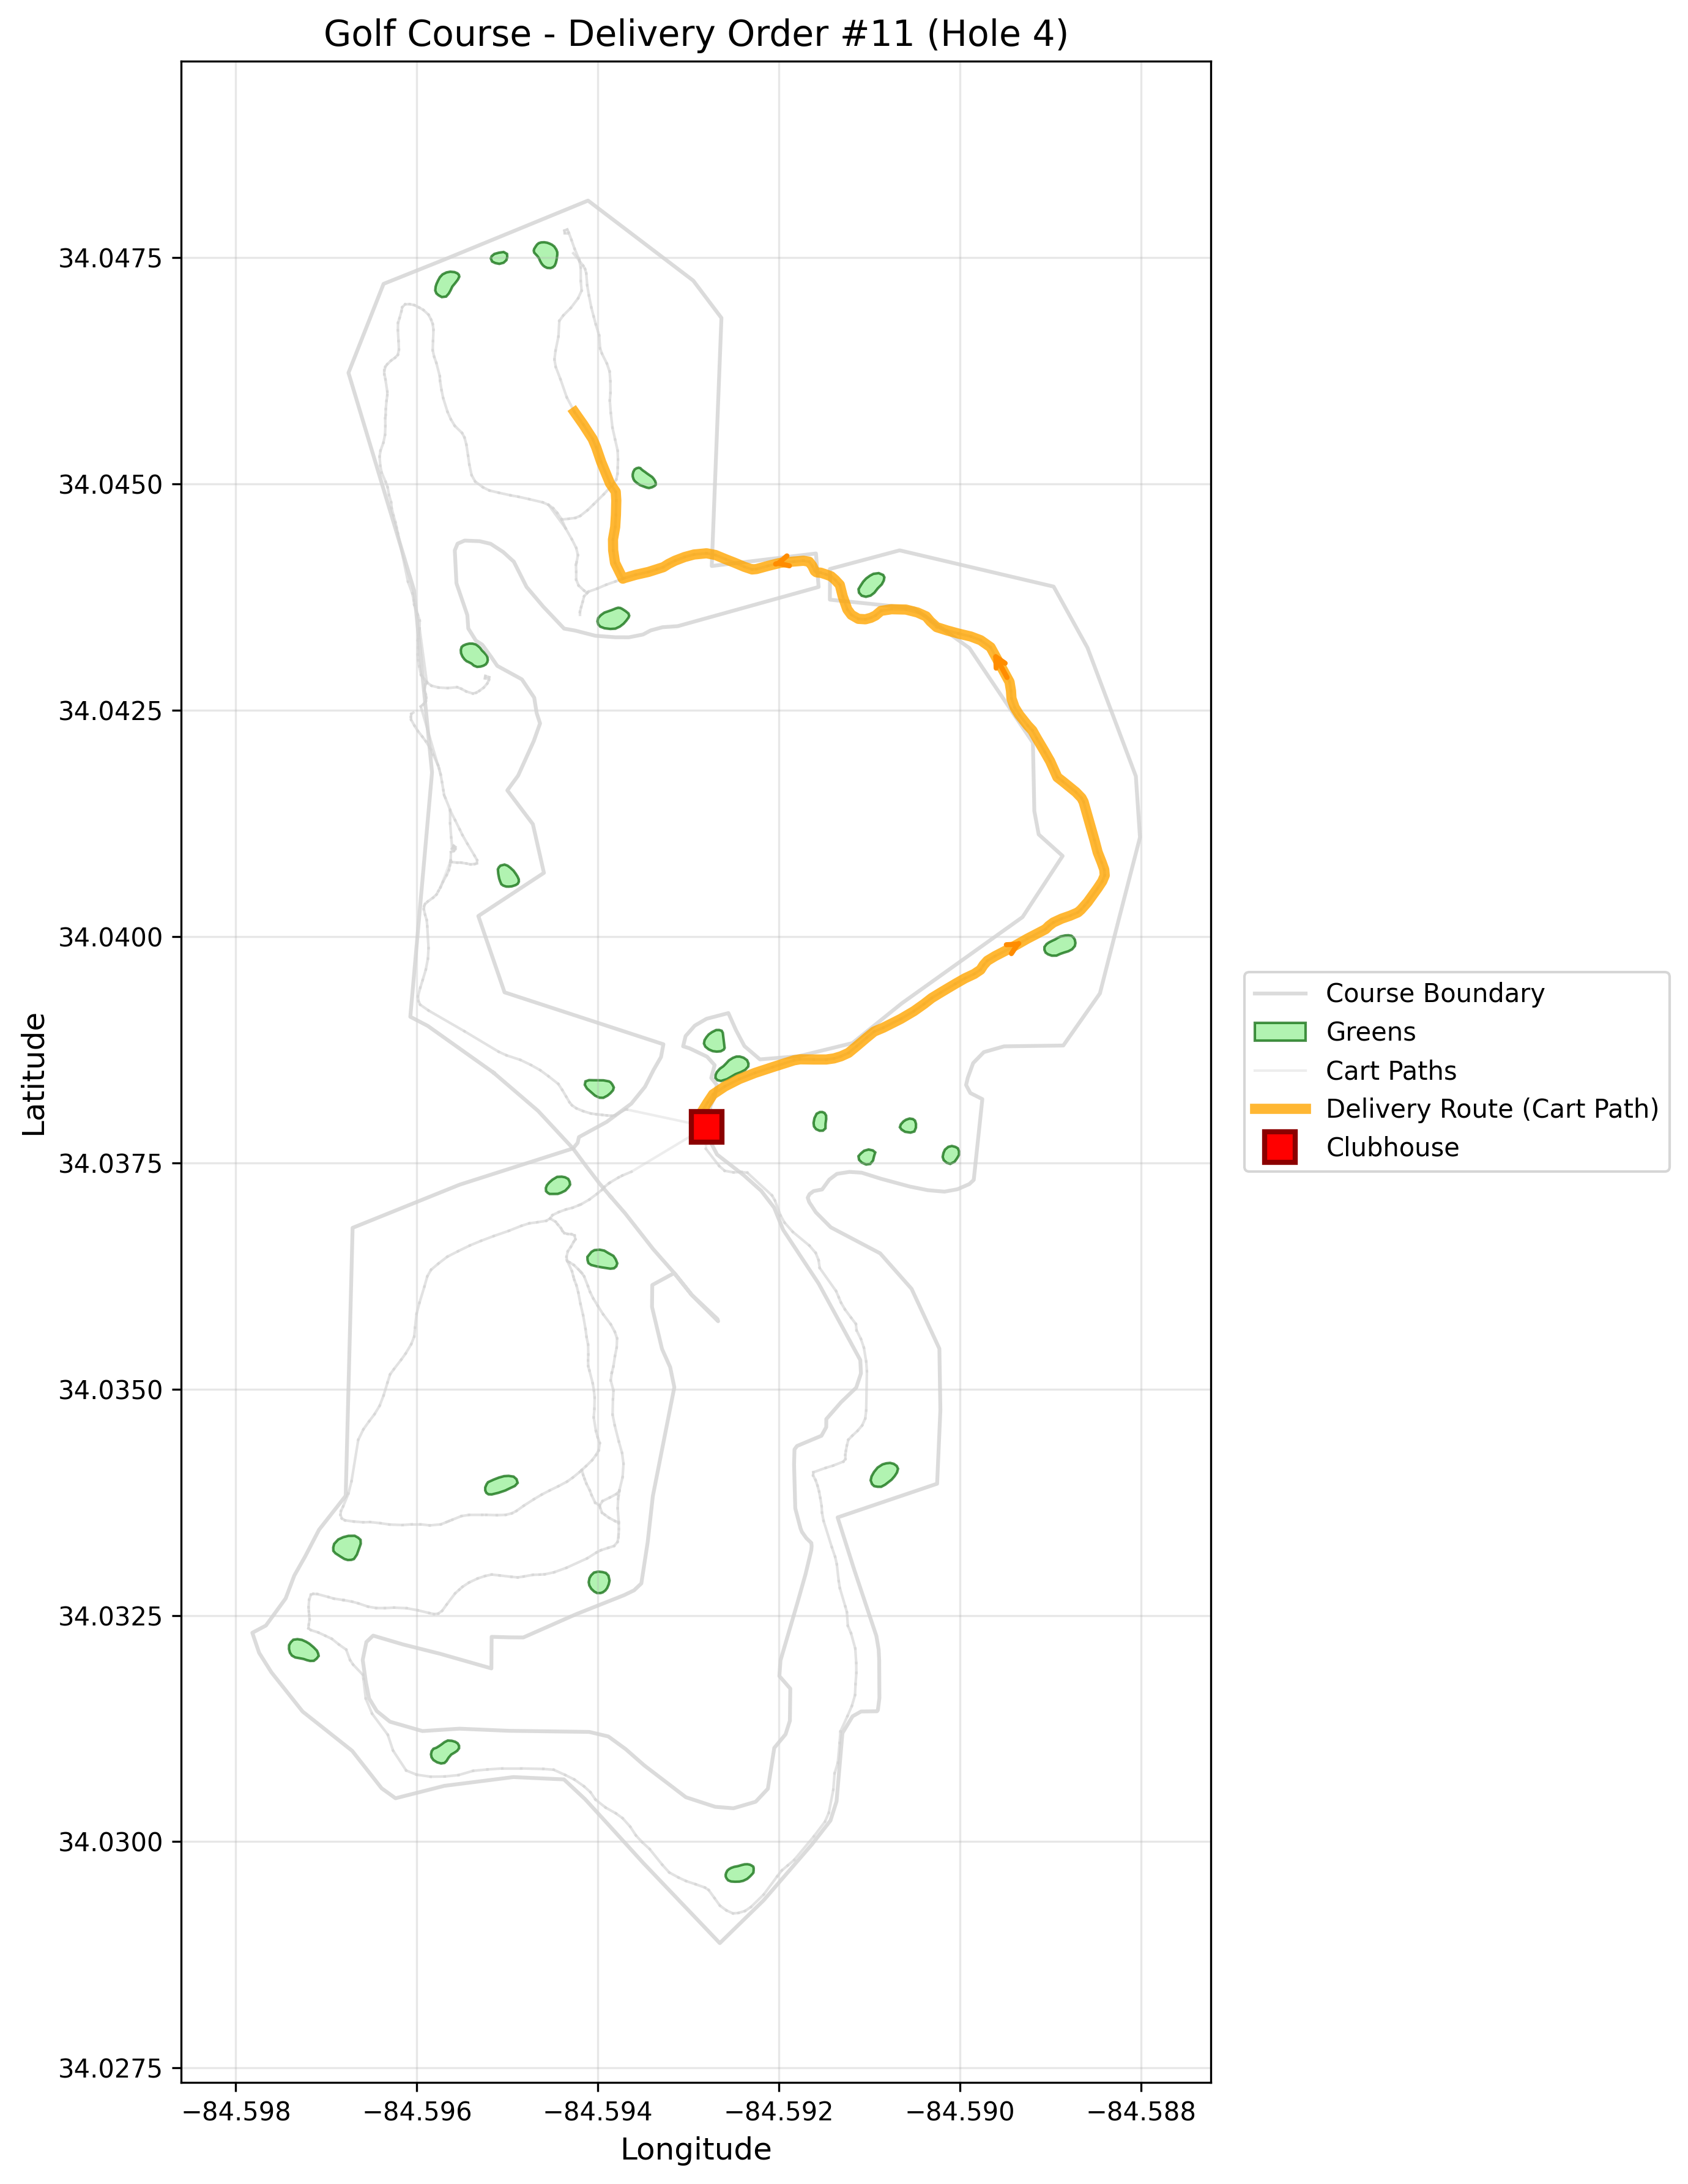 Golf Course - Delivery Order #11 (Hole 4)
34.0475
34.0450
34.0425
34.0400
34.0375
34.0350
34.0325
34.0300
34.0275
Latitude
−84.598
−84.596
−84.594
−84.592
−84.590
−84.588
Longitude
Course Boundary
Greens
Cart Paths
Delivery Route (Cart Path)
Clubhouse